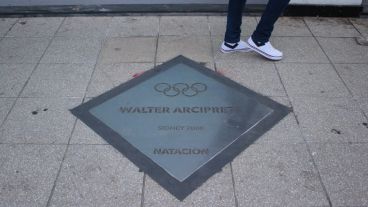 WALTER ARCIPRETE
SIDNEY 2000
NATACION